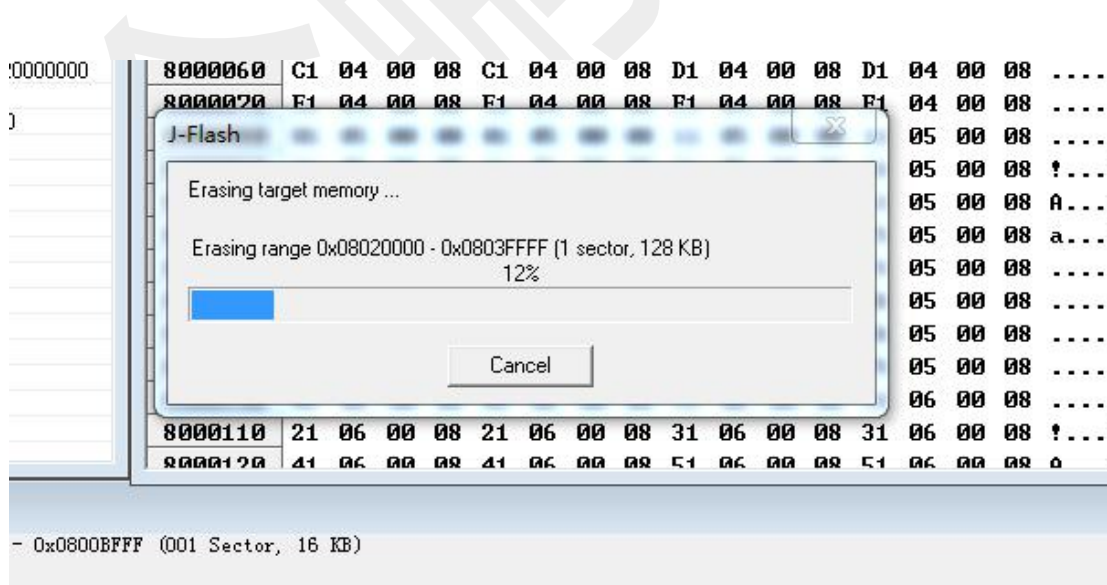 20000000
8000060 C1 04 00 08 C1 04 00 08 D1 04 00 08 D1 04 00 08 ....
8000070 E1 04 00 08 E1 04 00 08 F1 04 00 08 F1 04 00 08 ....
J-Flash
05 00 08 ....
Erasing target memory ...
05 00 08 !...
05 00 08 A...
Erasing range 0x08020000 - 0x0803FFFF (1 sector, 128 KB)
05 00 08 a...
12%
05 00 08 ....
05 00 08 ....
05 00 08 ....
Cancel
05 00 08 ....
06 00 08 ....
8000110 21 06 00 08 21 06 00 08 31 06 00 08 31 06 00 08 !...
8000120 41 06 00 08 41 06 00 08 51 06 00 08 51 06 00 08 A
- 0x0800BFFF (001 Sector, 16 KB)